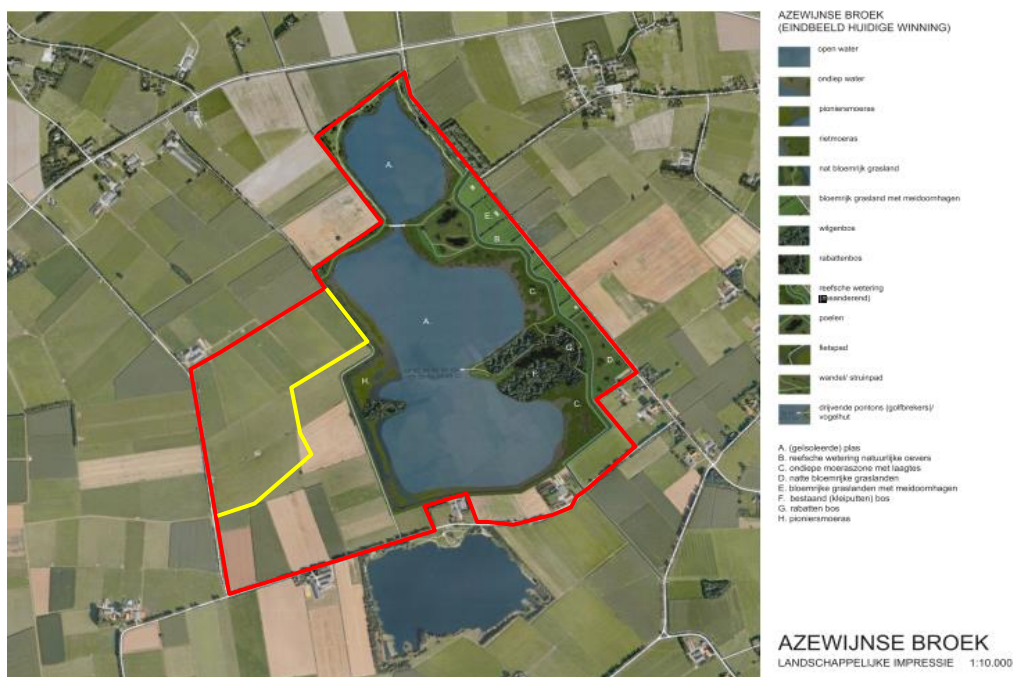 AZEWIJNSE BROEK
(EINDBEELD HUIDIGE WINNING)
open water
ondiep water
pioniersmoeras
rietmoeras
nat bloemrijk grasland
bloemrijk grasland met meidoornhagen
wilgenbos
rabattenbos
reefsche wetering
(meanderend)
poelen
fietspad
wandel/ struinpad
drijvende pontons (golfbrekers)/
vogelhut
A. (geïsoleerde) plas
B. reefsche wetering natuurlijke oevers
C. ondiepe moeraszone met laagtes
D. natte bloemrijke graslanden
E. bloemrijke graslanden met meidoornhagen
F. bestaand (kleiputten) bos
G. rabatten bos
H. pioniersmoeras
A.
E.
B.
C.
A.
G.
D.
F.
H.
C.
AZEWIJNSE BROEK
LANDSCHAPPELIJKE IMPRESSIE 1:10.000